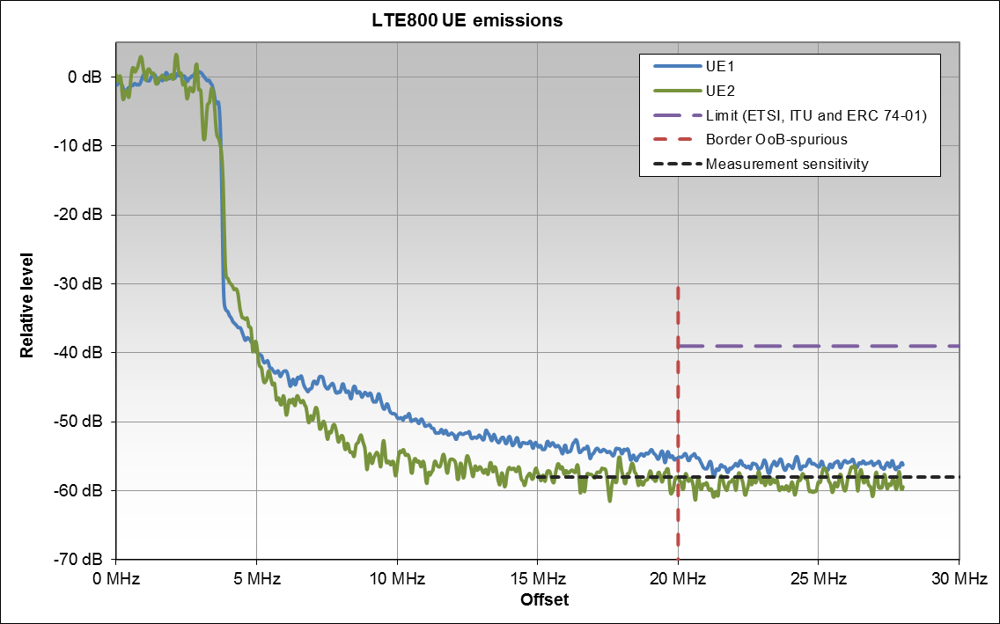 LTE800 UE emissions
UE1
UE2
Limit (ETSI, ITU and ERC 74-01)
Border OoB-spurious
Measurement sensitivity
0 dB
-10 dB
-20 dB
-30 dB
-40 dB
-50 dB
-60 dB
-70 dB
Relative level
0 MHz
5 MHz
10 MHz
15 MHz
20 MHz
25 MHz
30 MHz
Offset